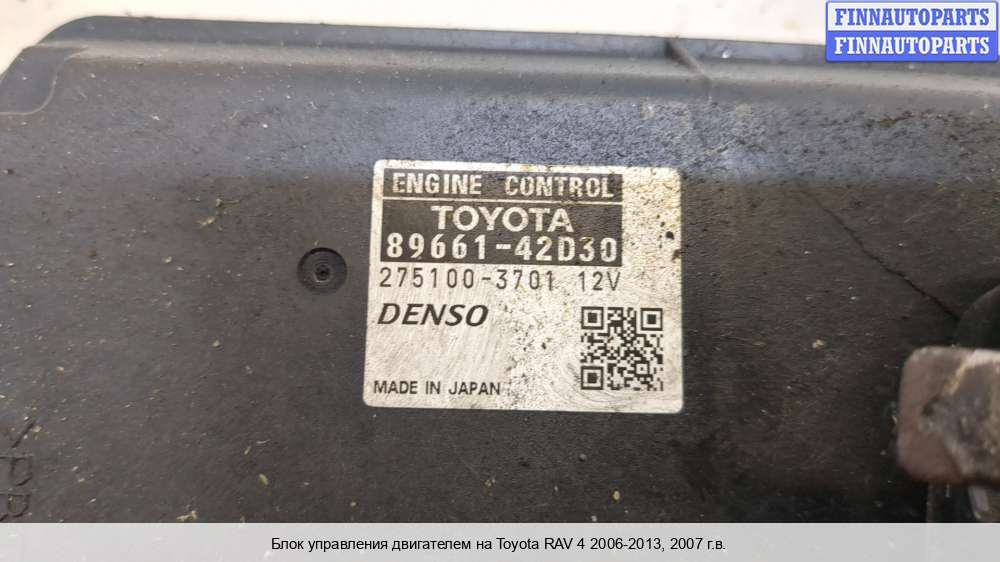 FINNAUTOPARTS
FINNAUTOPARTS
ENGINE CONTROL
TOYOTA
89661-42D30
275100-3701 12V
DENSO
MADE IN JAPAN
Блок управления двигателем на Toyota RAV 4 2006-2013, 2007 г.в.